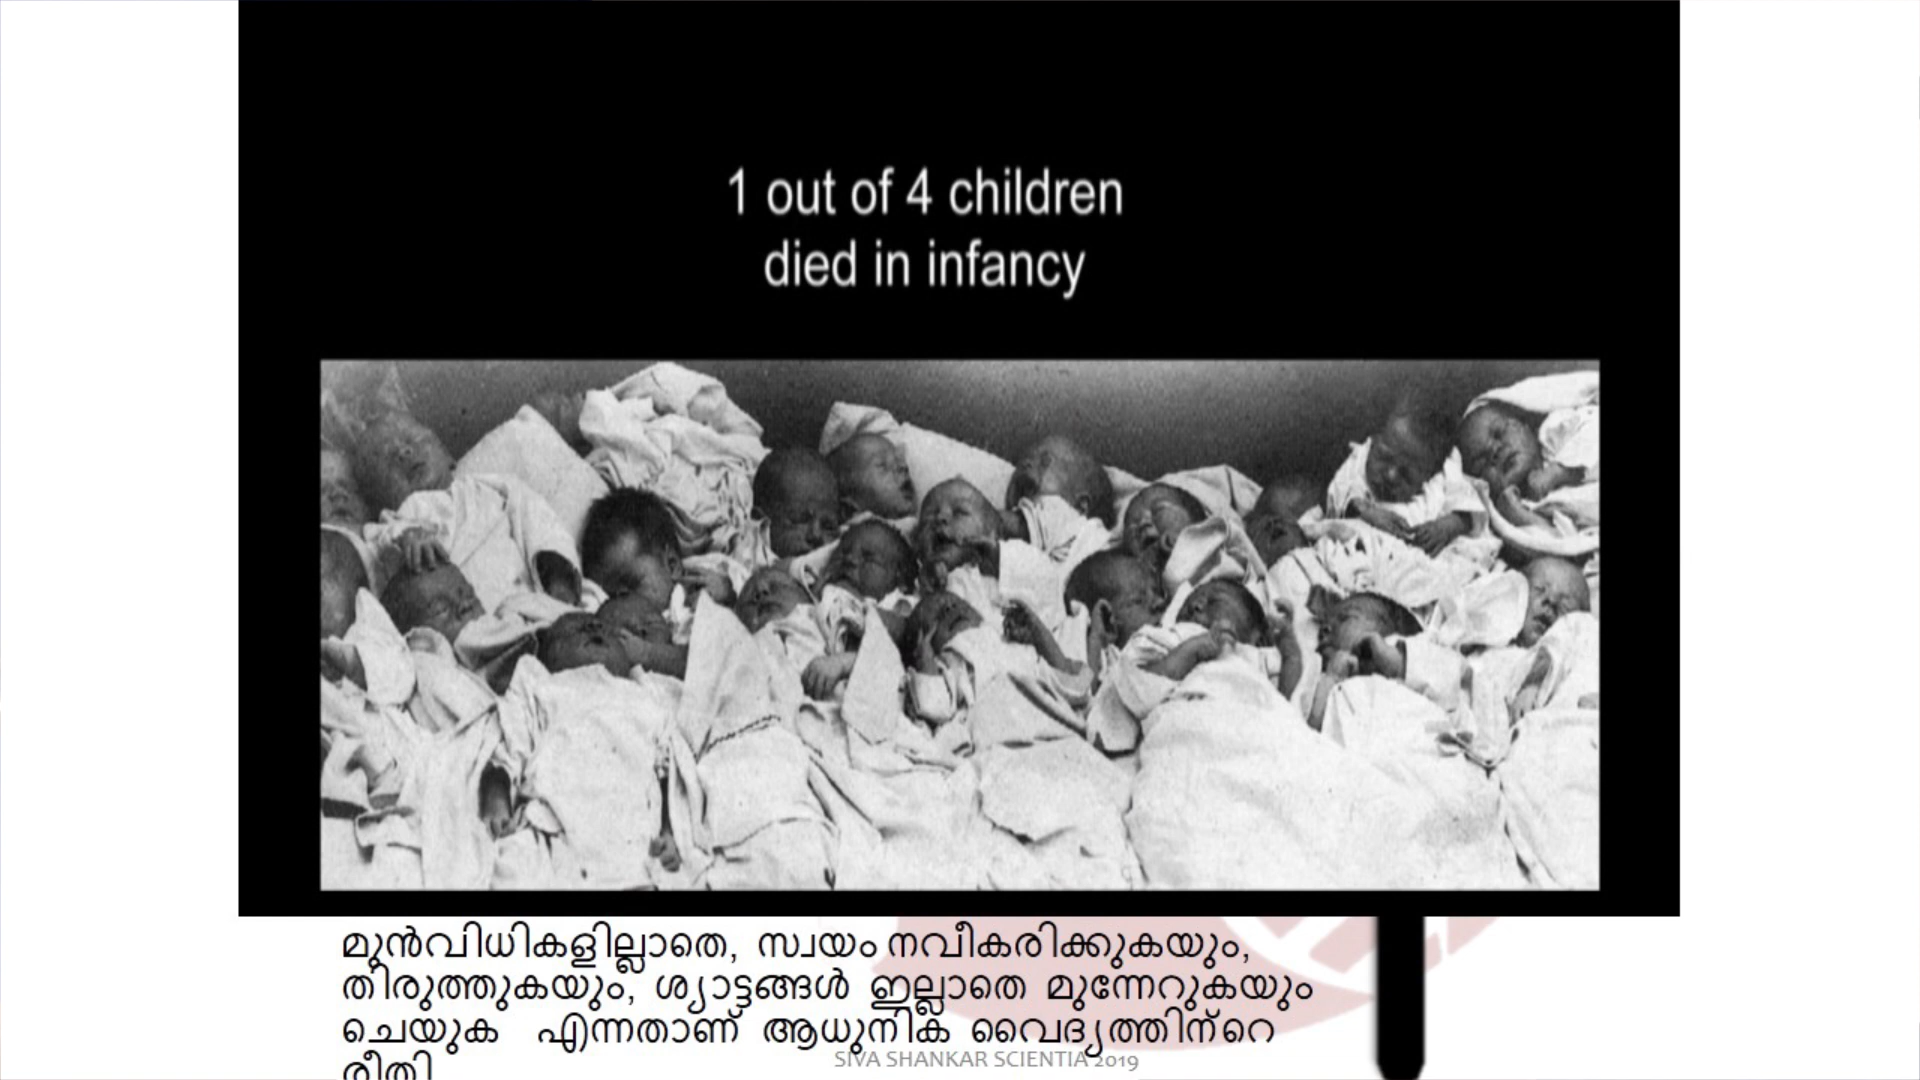 1 out of 4 children
died in infancy
മുൻവിധികളില്ലാതെ, സ്വയം നവീകരിക്കുകയും,
തിരുത്തുകയും, ശ്യാട്ടങ്ങൾ ഇല്ലാതെ മുന്നേറുകയും
ചെയുക എന്നതാണ് ആധുനിക വൈദ്യത്തിന്റെ
രീതി
SIVA SHANKAR SCIENTIA 2019